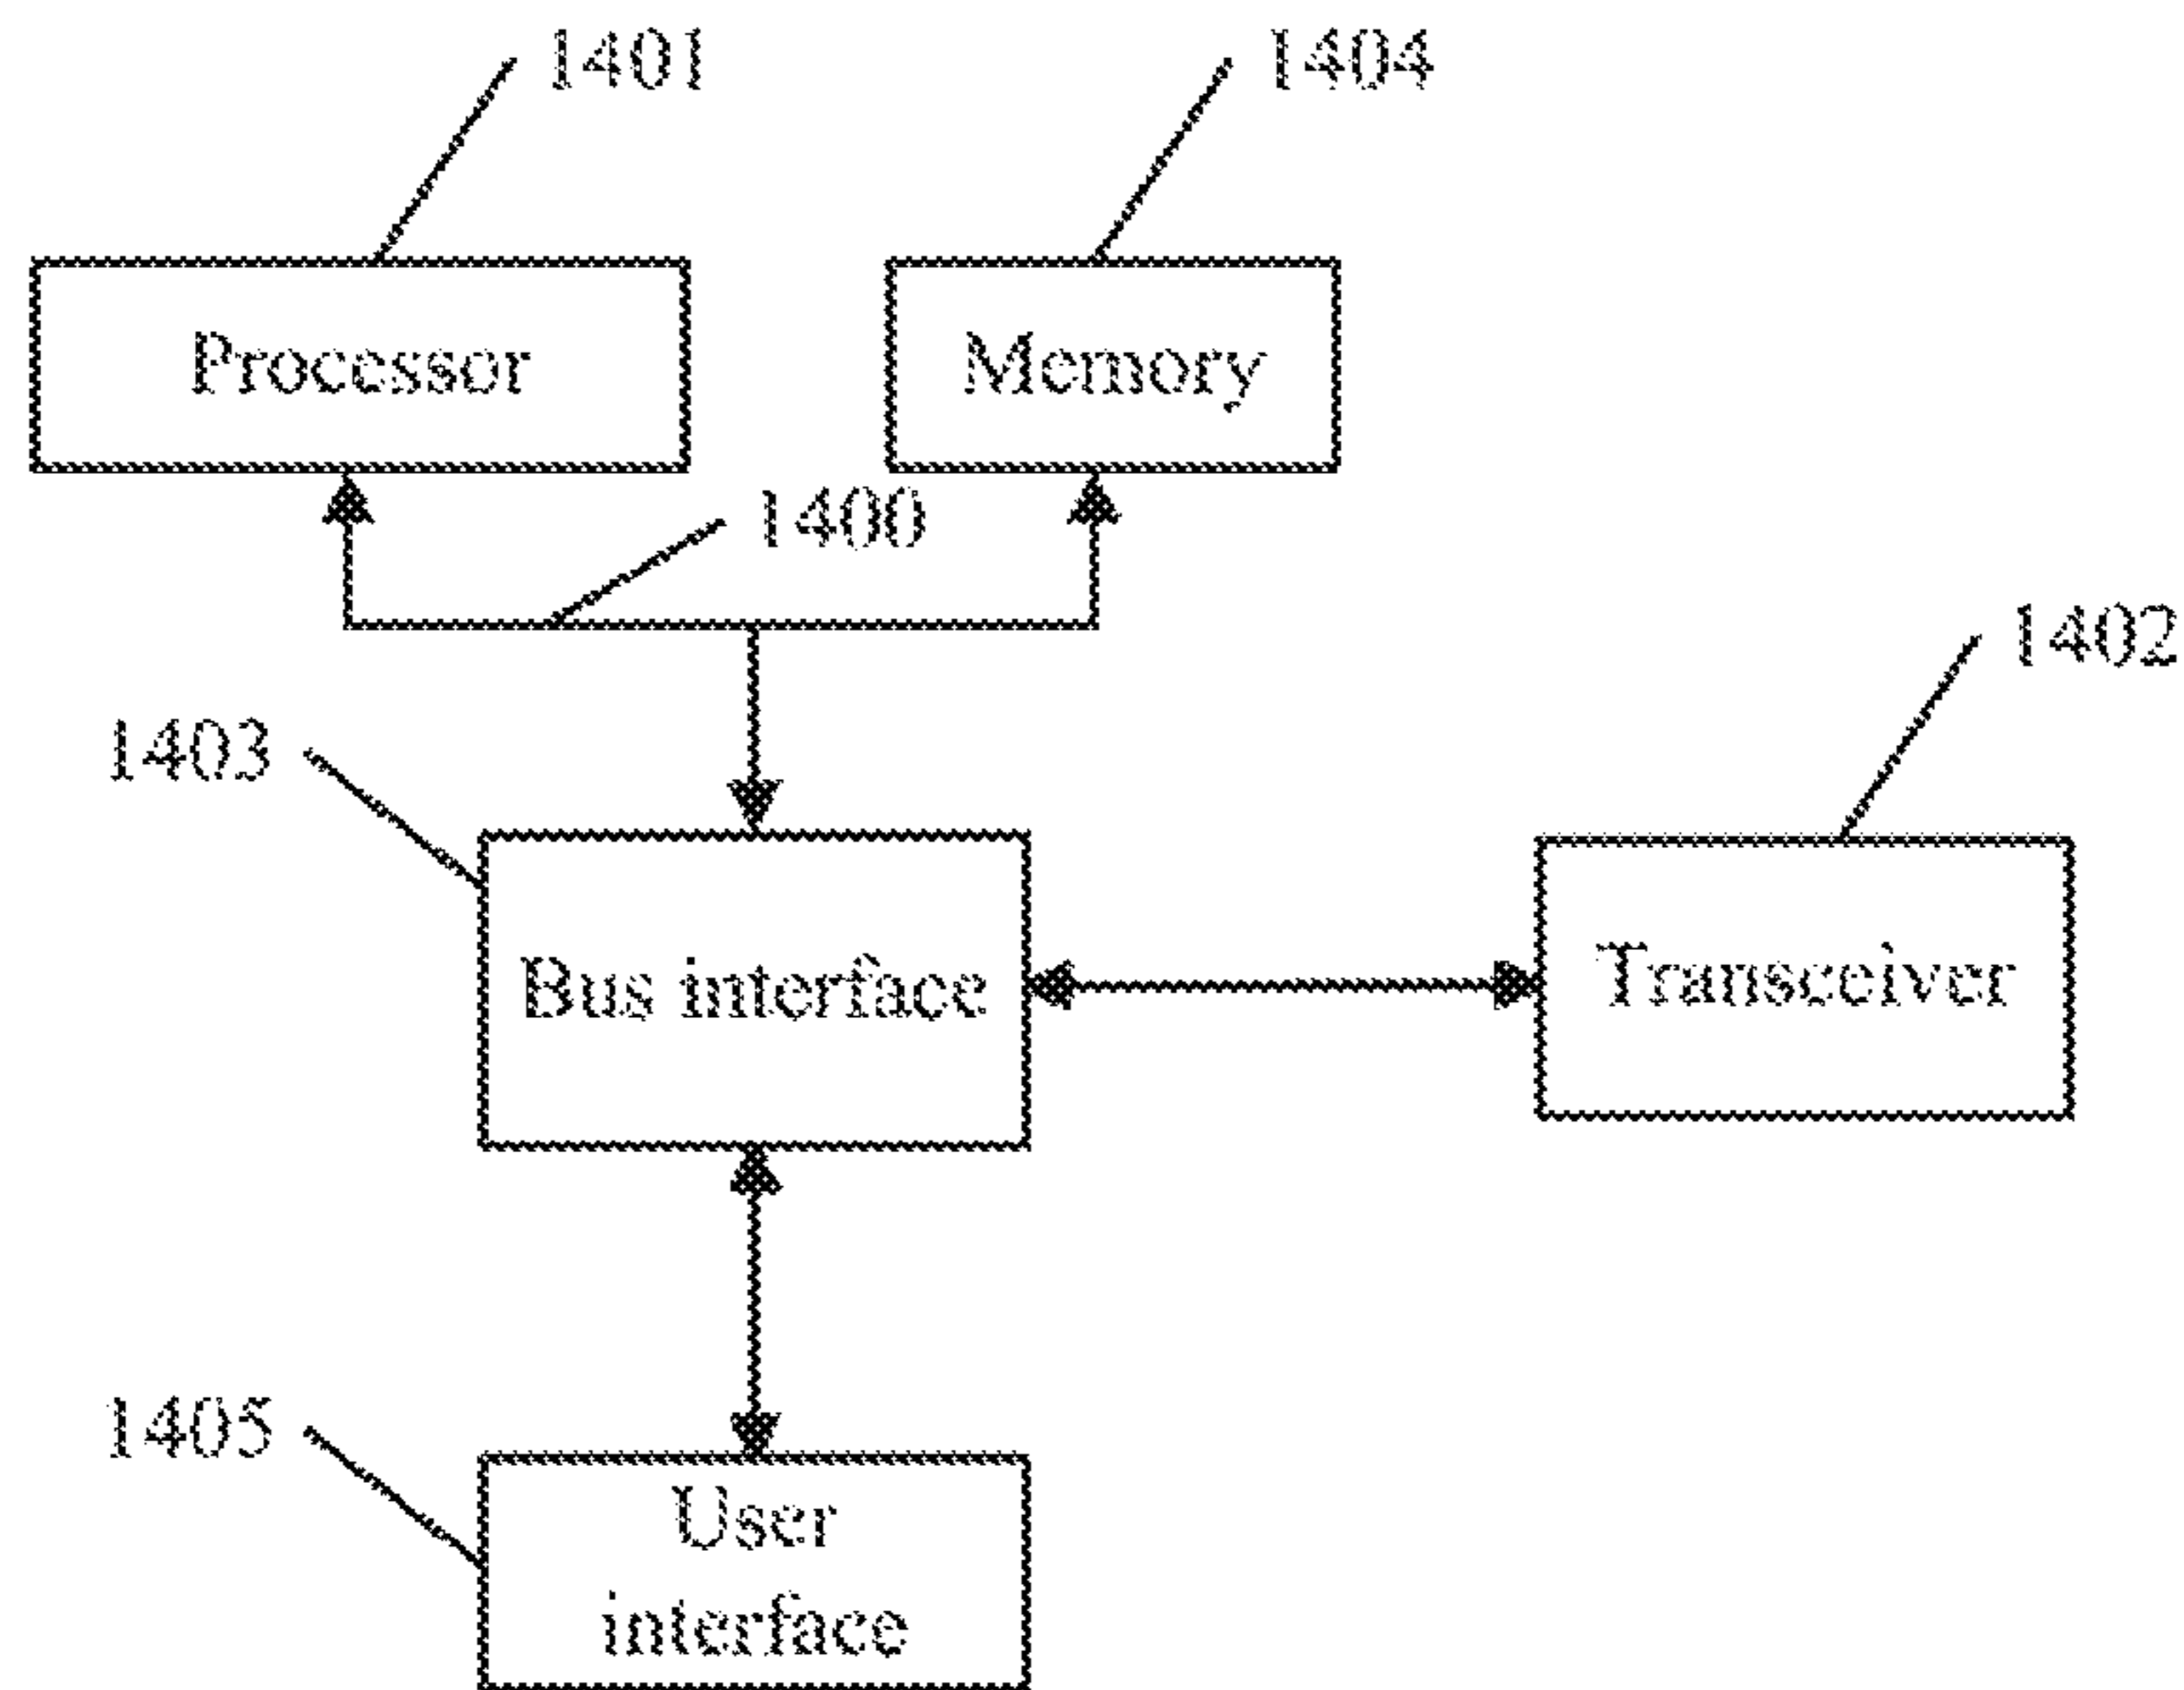 1401
1404
Processor
Memory
1400
1402
1403
Bus interface
Transceiver
1405
User
interface